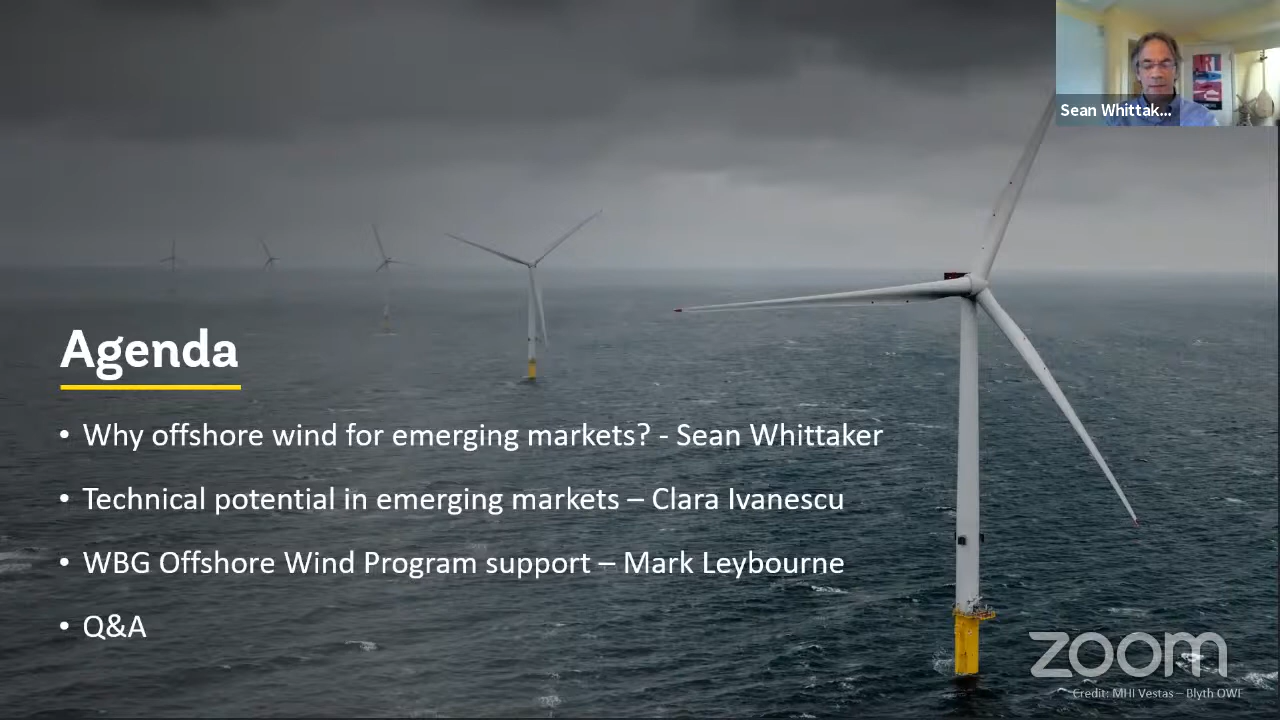 Sean Whittak...
Agenda
• Why offshore wind for emerging markets? - Sean Whittaker
• Technical potential in emerging markets – Clara Ivanescu
• WBG Offshore Wind Program support – Mark Leybourne
• Q&A
zoom
Credit: MHI Vestas – Blyth OWF